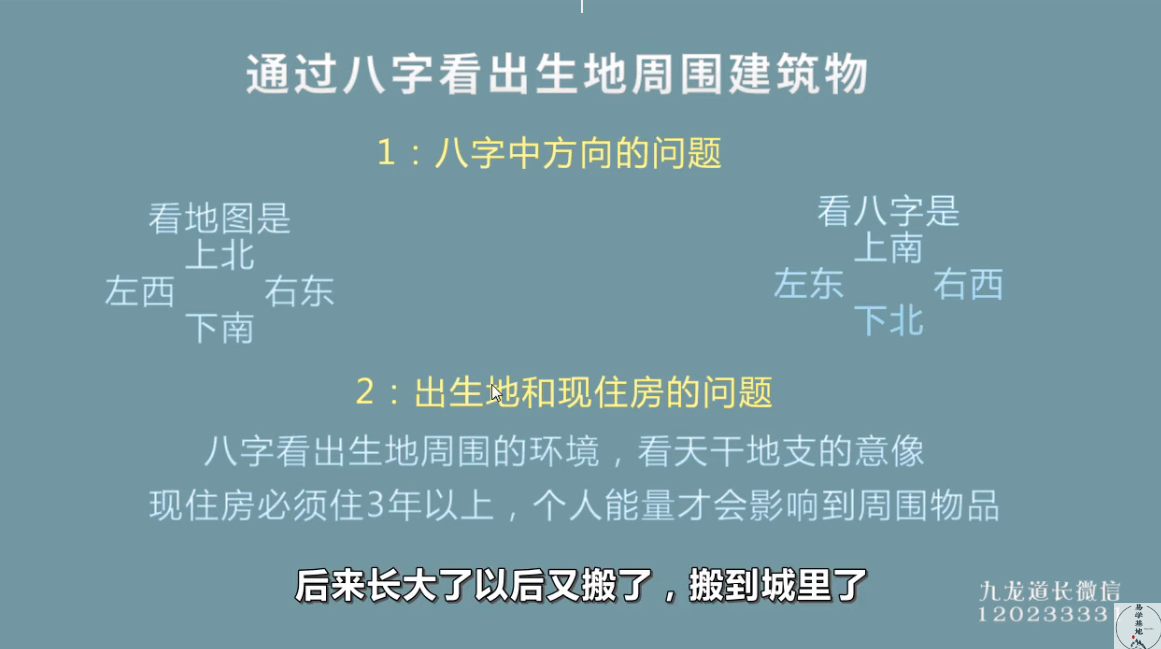 通过八字看出生地周围建筑物
1：八字中方向的问题
看地图是
上北
左西 右东
下南
看八字是
上南
左东 右西
下北
2：出生地和现住房的问题
八字看出生地周围的环境，看天干地支的意像
现住房必须住3年以上，个人能量才会影响到周围物品
后来长大了以后又搬了，搬到城里了
九龙道长微信
120233331
易学基地